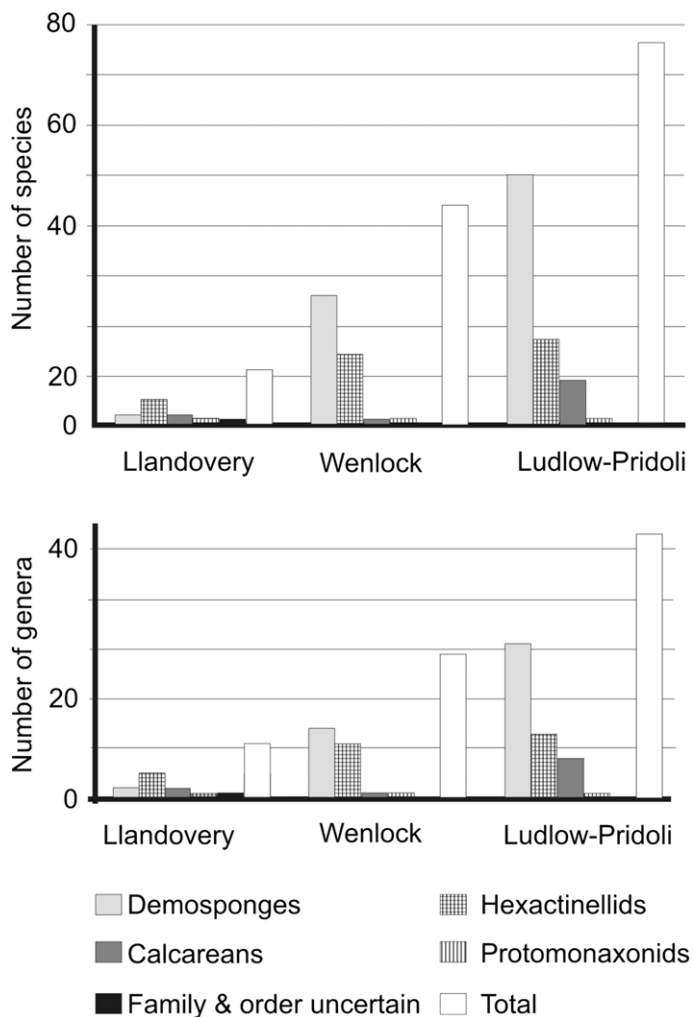 80
60
40
20
0
Number of species
Llandovery Wenlock Ludlow-Pridoli
40
20
0
Number of genera
Llandovery Wenlock Ludlow-Pridoli
Demosponges Hexactinellids
Calcareans Protomonaxonids
Family & order uncertain Total